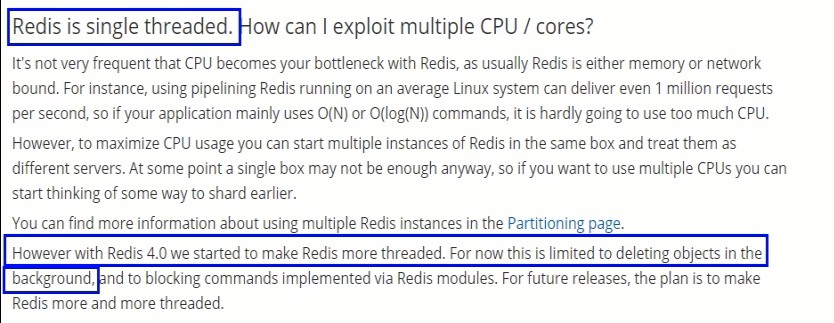 Redis is single threaded. How can I exploit multiple CPU / cores?
It's not very frequent that CPU becomes your bottleneck with Redis, as usually Redis is either memory or network
bound. For instance, using pipelining Redis running on an average Linux system can deliver even 1 million requests
per second, so if your application mainly uses O(N) or O(log(N)) commands, it is hardly going to use too much CPU.
However, to maximize CPU usage you can start multiple instances of Redis in the same box and treat them as
different servers. At some point a single box may not be enough anyway, so if you want to use multiple CPUs you can
start thinking of some way to shard earlier.
You can find more information about using multiple Redis instances in the Partitioning page.
However with Redis 4.0 we started to make Redis more threaded. For now this is limited to deleting objects in the
background, and to blocking commands implemented via Redis modules. For future releases, the plan is to make
Redis more and more threaded.